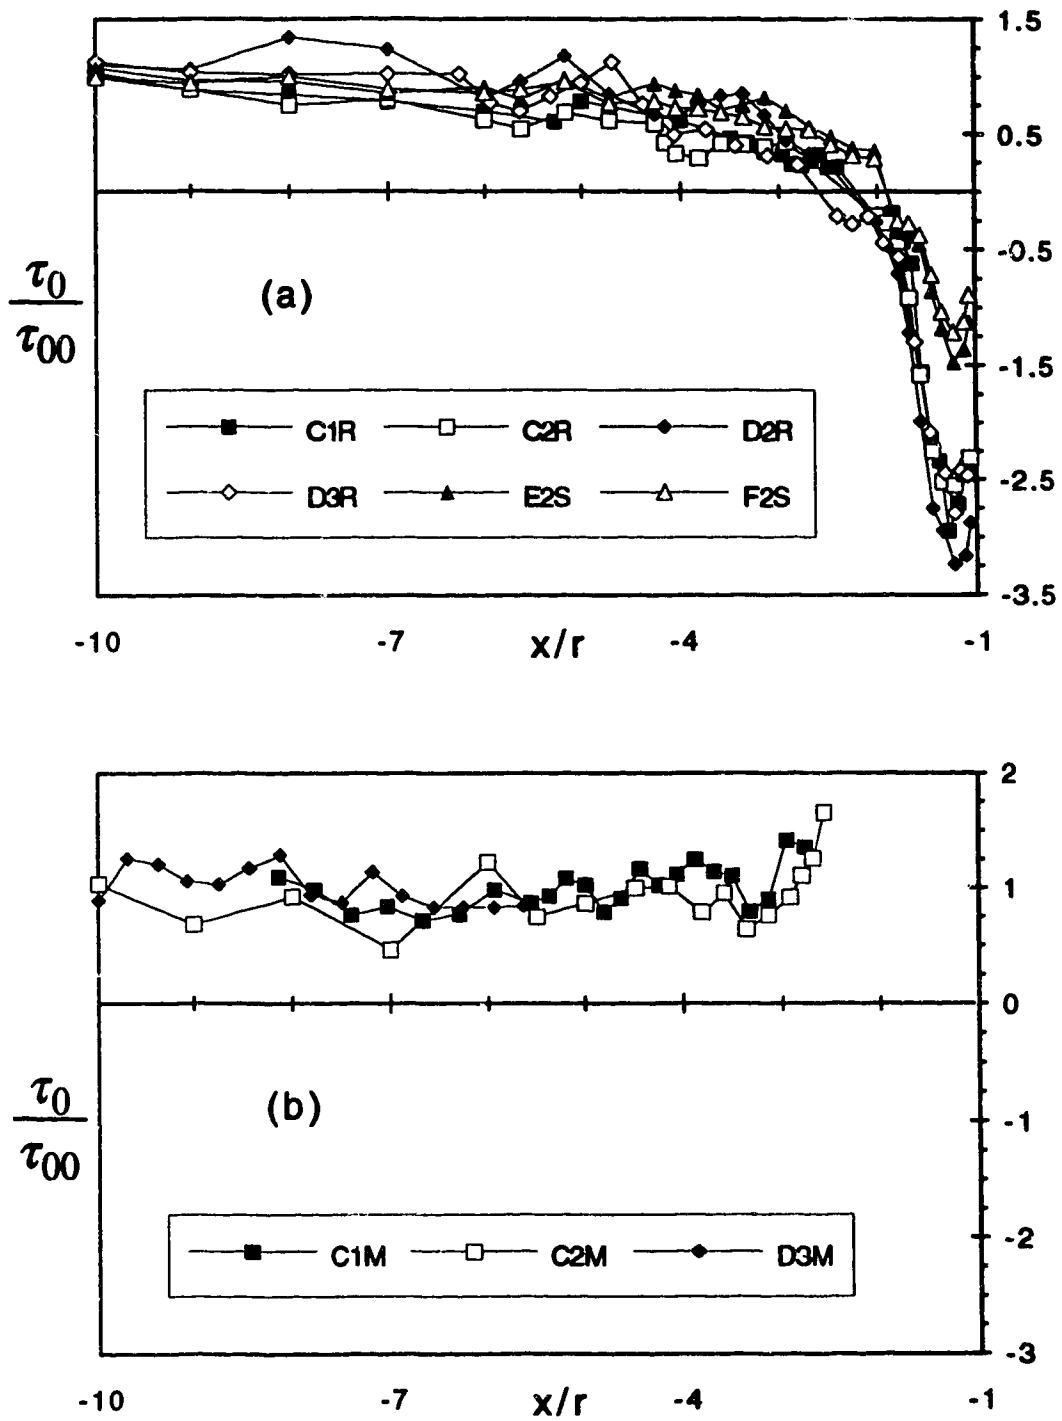 1.5
0.5
-0.5
-1.5
-2.5
-3.5
τ0
τ00
(a)
C1R C2R D2R
D3R E2S F2S
-10 -7 x/r -4 -1
2
1
0
-1
-2
-3
τ0
τ00
(b)
C1M C2M D3M
-10 -7 x/r -4 -1